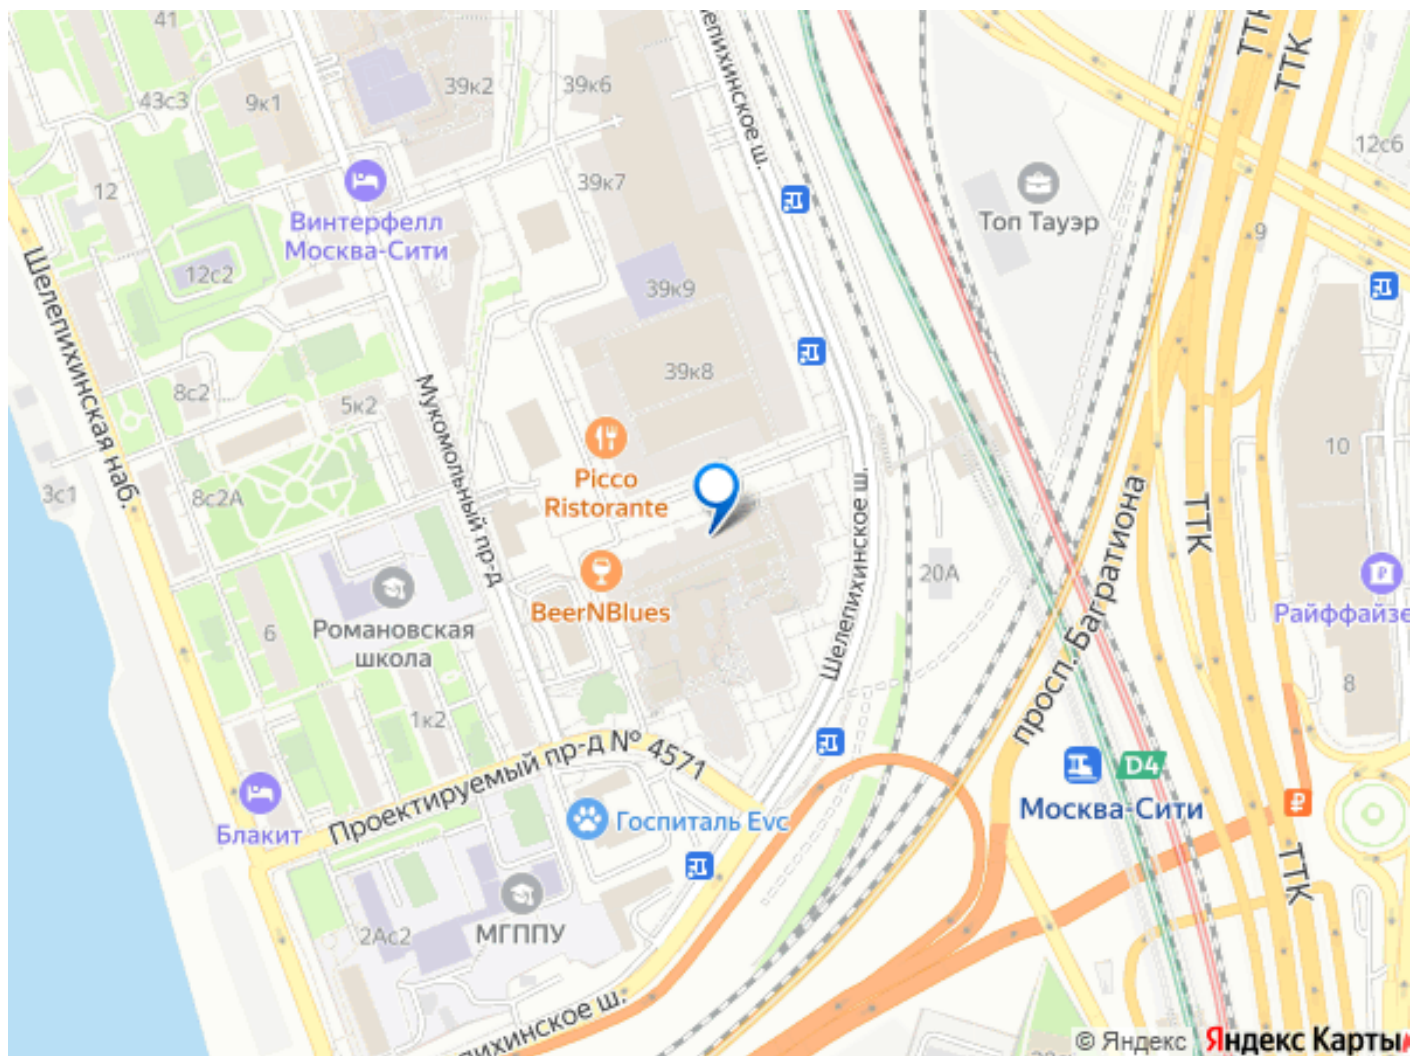 41
39к2
39к6
ТТК
ТТК
43с3
9к1
Шелепихинское ш.
12с6
12
39к7
Винтерфелл
Москва-Сити
Топ Тауэр
9
12с2
39к9
Шелепихинская наб.
39к8
8с2
5к2
Мукомольный пр-д
10
Picco
Ristorante
3с1
8с2А
Шелепихинское ш.
просп. Багратиона
ТТК
20А
BeerNBlues
Райффайзе
6
Романовская
школа
8
1к2
Проектируемый пр-д № 4571
D4
Москва-Сити
Блакит
Госпиталь Evc
ТТК
2Ас2
МГППУ
пихинское ш.
© Яндекс
Яндекс Карты